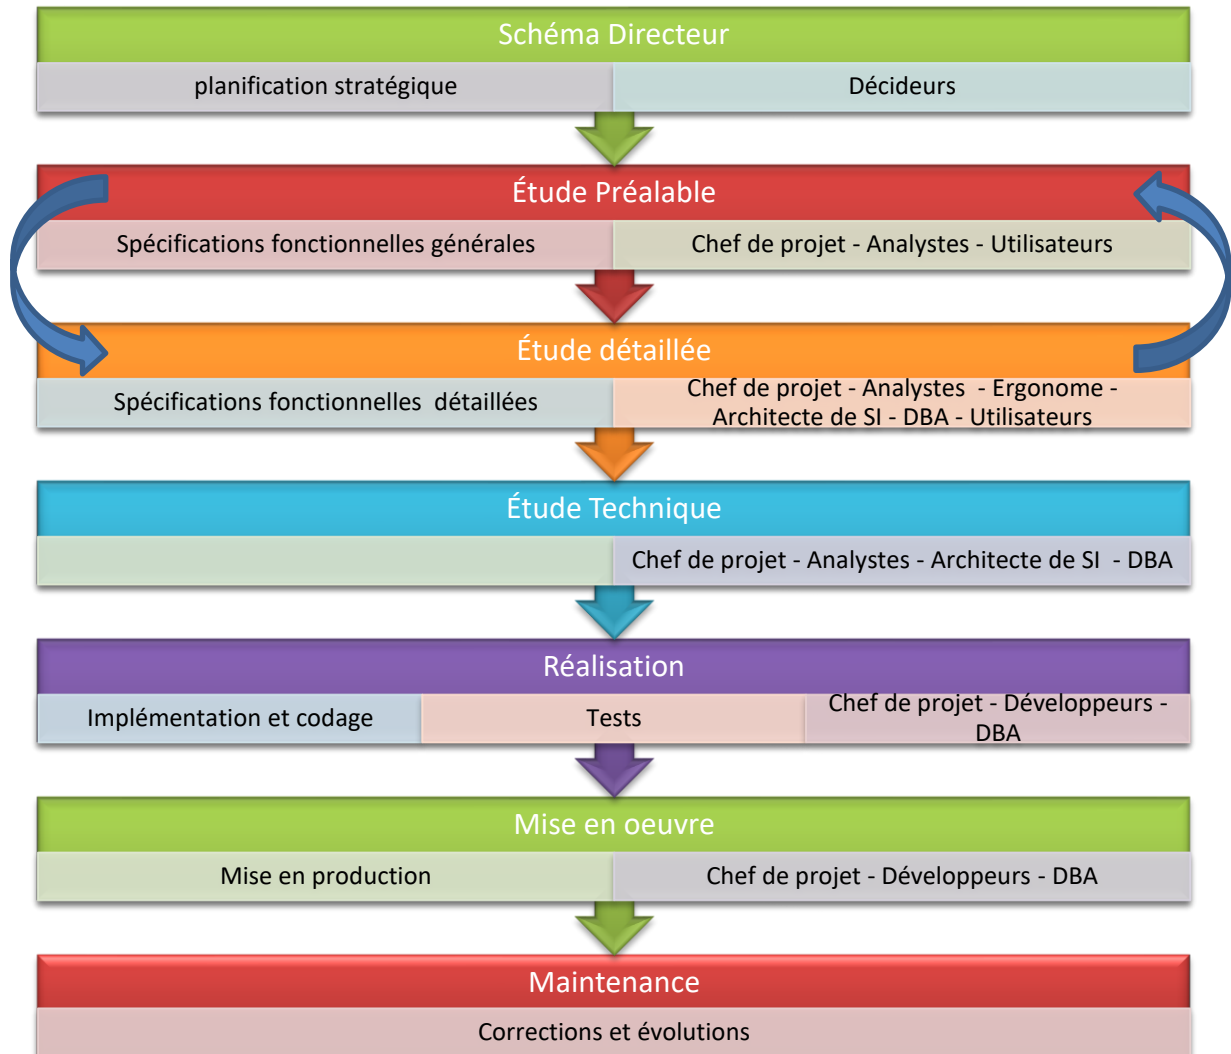 Schéma Directeur
planification stratégique
Décideurs
Étude Préalable
Spécifications fonctionnelles générales
Chef de projet - Analystes - Utilisateurs
Étude détaillée
Spécifications fonctionnelles  détaillées
Chef de projet - Analystes  - Ergonome -
Architecte de SI - DBA - Utilisateurs
Étude Technique
Chef de projet - Analystes - Architecte de SI  - DBA
Réalisation
Implémentation et codage
Tests
Chef de projet - Développeurs -
DBA
Mise en oeuvre
Mise en production
Chef de projet - Développeurs - DBA
Maintenance
Corrections et évolutions